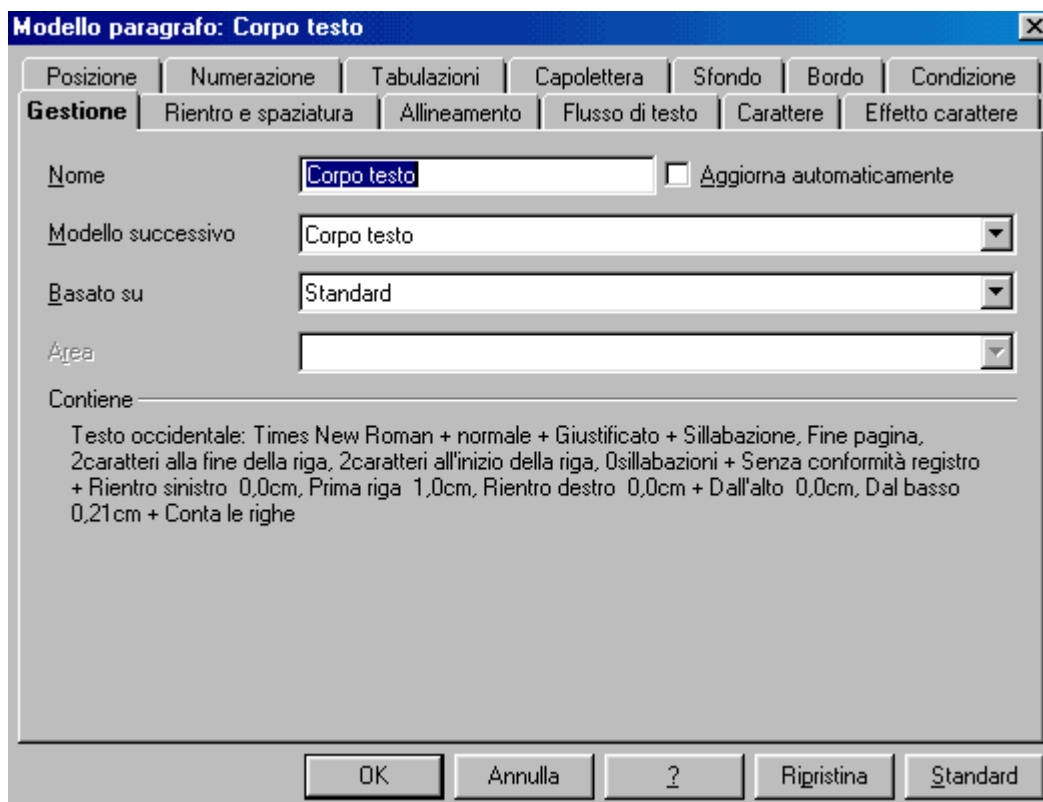 Modello paragrafo: Corpo testo
Posizione Numerazione Tabulazioni Capolettera Sfondo Bordo Condizione
Gestione Rientro e spaziatura Allineamento Flusso di testo Carattere Effetto carattere
Nome Corpo testo Aggiorna automaticamente
Modello successivo Corpo testo
Basato su Standard
Area
Contiene
Testo occidentale: Times New Roman + normale + Giustificato + Sillabazione, Fine pagina,
2caratteri alla fine della riga, 2caratteri all'inizio della riga, 0sillabazioni + Senza conformità registro
+ Rientro sinistro 0,0cm, Prima riga 1,0cm, Rientro destro 0,0cm + Dall'alto 0,0cm, Dal basso
0,21cm + Conta le righe
OK Annulla ? Ripristina Standard